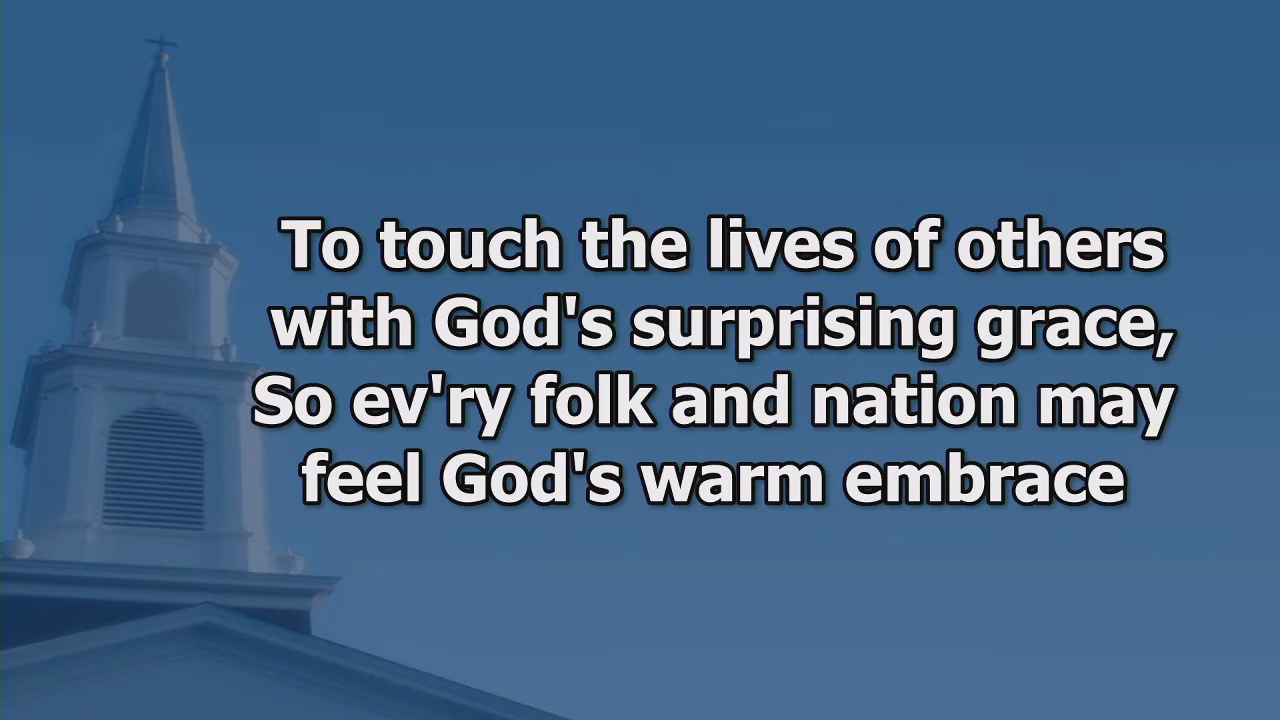 To touch the lives of others
with God's surprising grace,
So ev'ry folk and nation may
feel God's warm embrace